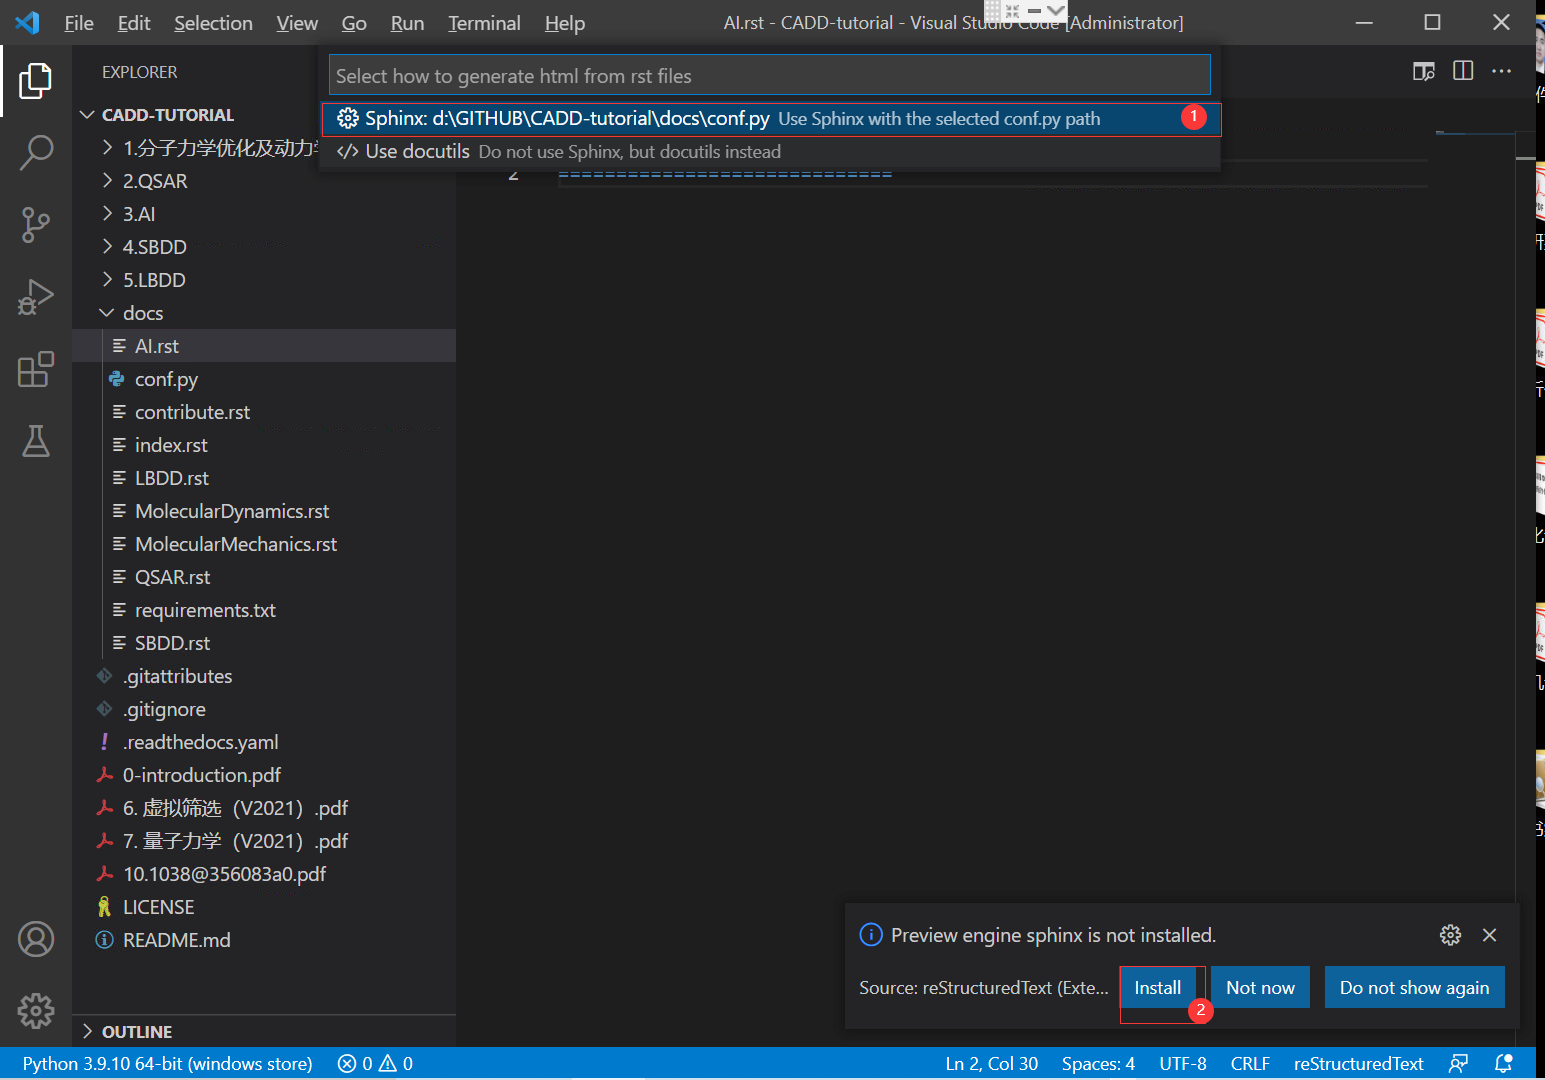 File Edit Selection View Go Run Terminal Help
AI.rst - CADD-tutorial - Visual Studio Code [Administrator]
EXPLORER
Select how to generate html from rst files
Sphinx: d:\GITHUB\CADD-tutorial\docs\conf.py Use Sphinx with the selected conf.py path 1
Use docutils Do not use Sphinx, but docutils instead
2 =============================
CADD-TUTORIAL
1.分子力学优化及动力
2.QSAR
3.AI
4.SBDD
5.LBDD
docs
AI.rst
conf.py
contribute.rst
index.rst
LBDD.rst
MolecularDynamics.rst
MolecularMechanics.rst
QSAR.rst
requirements.txt
SBDD.rst
.gitattributes
.gitignore
.readthedocs.yaml
0-introduction.pdf
6. 虚拟筛选（V2021）.pdf
7. 量子力学（V2021）.pdf
10.1038@356083a0.pdf
LICENSE
README.md
OUTLINE
Preview engine sphinx is not installed.
Source: reStructuredText (Exte... Install Not now Do not show again
2
Python 3.9.10 64-bit (windows store) 0 0 Ln 2, Col 30 Spaces: 4 UTF-8 CRLF reStructuredText